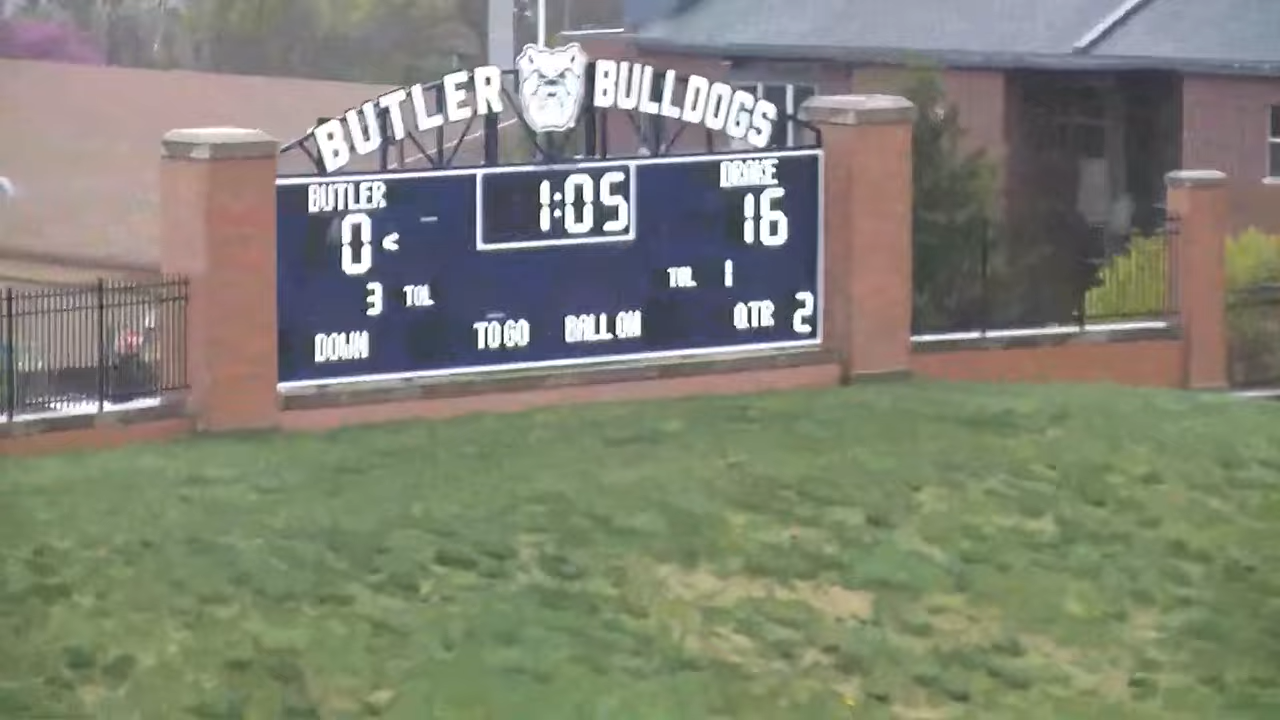 BUTLER BULLDOGS
BUTLER 1:05 DRAKE
0 < 16
3 TOL TOL 1
DOWN TO GO BALL ON QTR 2